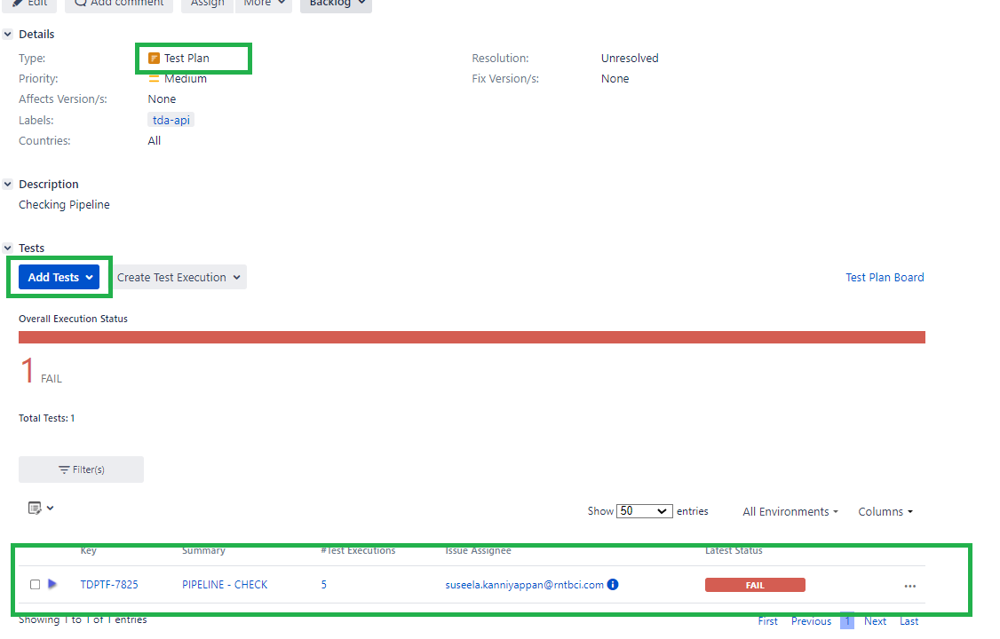 Edit Add comment Assign More Backlog
Details
Type: Test Plan Resolution: Unresolved
Priority: Medium Fix Version/s: None
Affects Version/s: None
Labels: tda-api
Countries: All
Description
Checking Pipeline
Tests
Add Tests Create Test Execution Test Plan Board
Overall Execution Status
1 FAIL
Total Tests: 1
Filter(s)
Show 50 entries All Environments Columns
Key Summary #Test Executions Issue Assignee Latest Status
TDPTF-7825 PIPELINE - CHECK 5 suseela.kanniyappan@rntbci.com FAIL
Showing 1 to 1 of 1 entries First Previous 1 Next Last